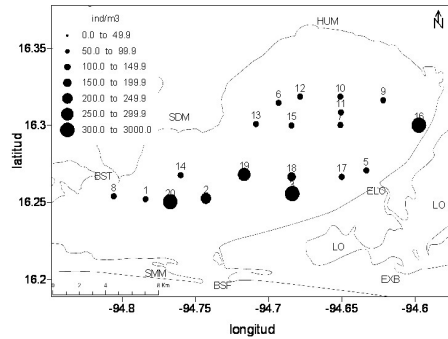 ind/m3
0.0 to 49.9
50.0 to 99.9
100.0 to 149.9
150.0 to 199.9
200.0 to 249.9
250.0 to 299.9
300.0 to 3000.0
N
HUM
16.35
12
10
9
6
11
SDM
13
15
7
16
16.3
latitud
14
19
18
17
5
BST
ELO
8
1
20
2
LO
16.25
LO
SMM
BSF
EXB
16.2
0 2 4 6 Km
-94.8
-94.75
-94.7
-94.65
-94.6
longitud